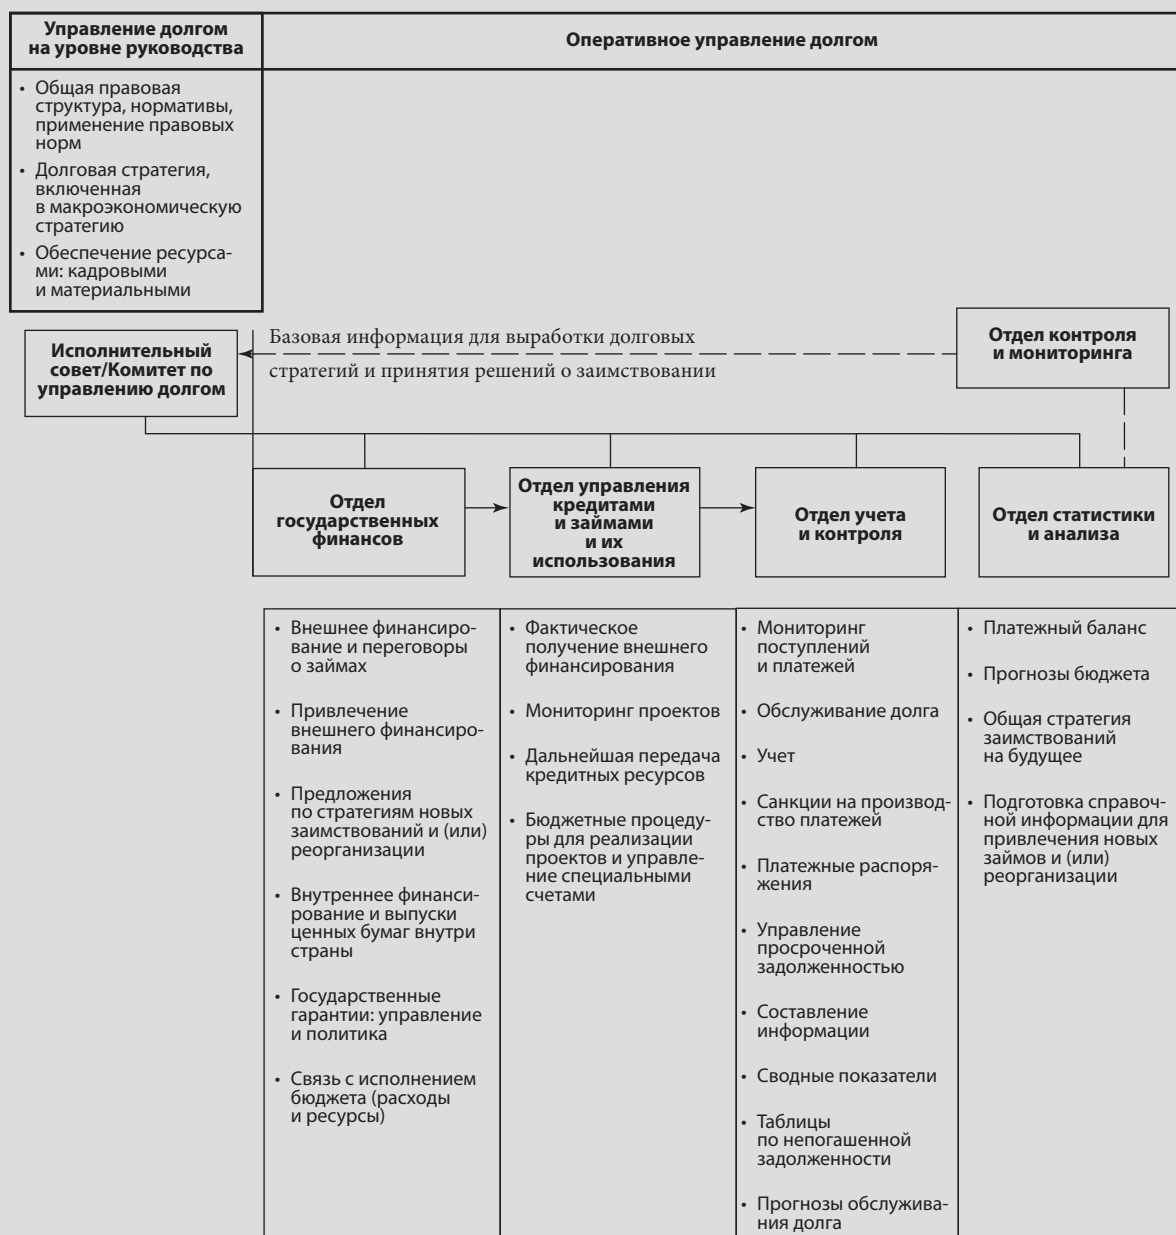 Управление долгом
на уровне руководства
Оперативное управление долгом
• Общая правовая
структура, нормативы,
применение правовых
норм
• Долговая стратегия,
включенная
в макроэкономическую
стратегию
• Обеспечение ресурса-
ми: кадровыми
и материальными
Исполнительный
совет/Комитет по
управлению долгом
Базовая информация для выработки долговых
стратегий и принятия решений о заимствовании
Отдел контроля
и мониторинга
Отдел
государственных
финансов
Отдел управления
кредитами
и займами
и их
использования
Отдел учета
и контроля
Отдел статистики
и анализа
• Внешнее финансиро-
вание и переговоры
о займах
• Привлечение
внешнего финансиро-
вания
• Предложения
по стратегиям новых
заимствований и (или)
реорганизации
• Внутреннее финанси-
рование и выпуски
ценных бумаг внутри
страны
• Государственные
гарантии: управление
и политика
• Связь с исполнением
бюджета (расходы
и ресурсы)
• Фактическое
получение внешнего
финансирования
• Мониторинг проектов
• Дальнейшая передача
кредитных ресурсов
• Бюджетные процеду-
ры для реализации
проектов и управле-
ние специальными
счетами
• Мониторинг
поступлений
и платежей
• Обслуживание долга
• Учет
• Санкции на производ-
ство платежей
• Платежные распоря-
жения
• Управление
просроченной
задолженностью
• Составление
информации
• Сводные показатели
• Таблицы
по непогашенной
задолженности
• Прогнозы обслужива-
ния долга
• Платежный баланс
• Прогнозы бюджета
• Общая стратегия
заимствований
на будущее
• Подготовка справоч-
ной информации для
привлечения новых
займов и (или)
реорганизации